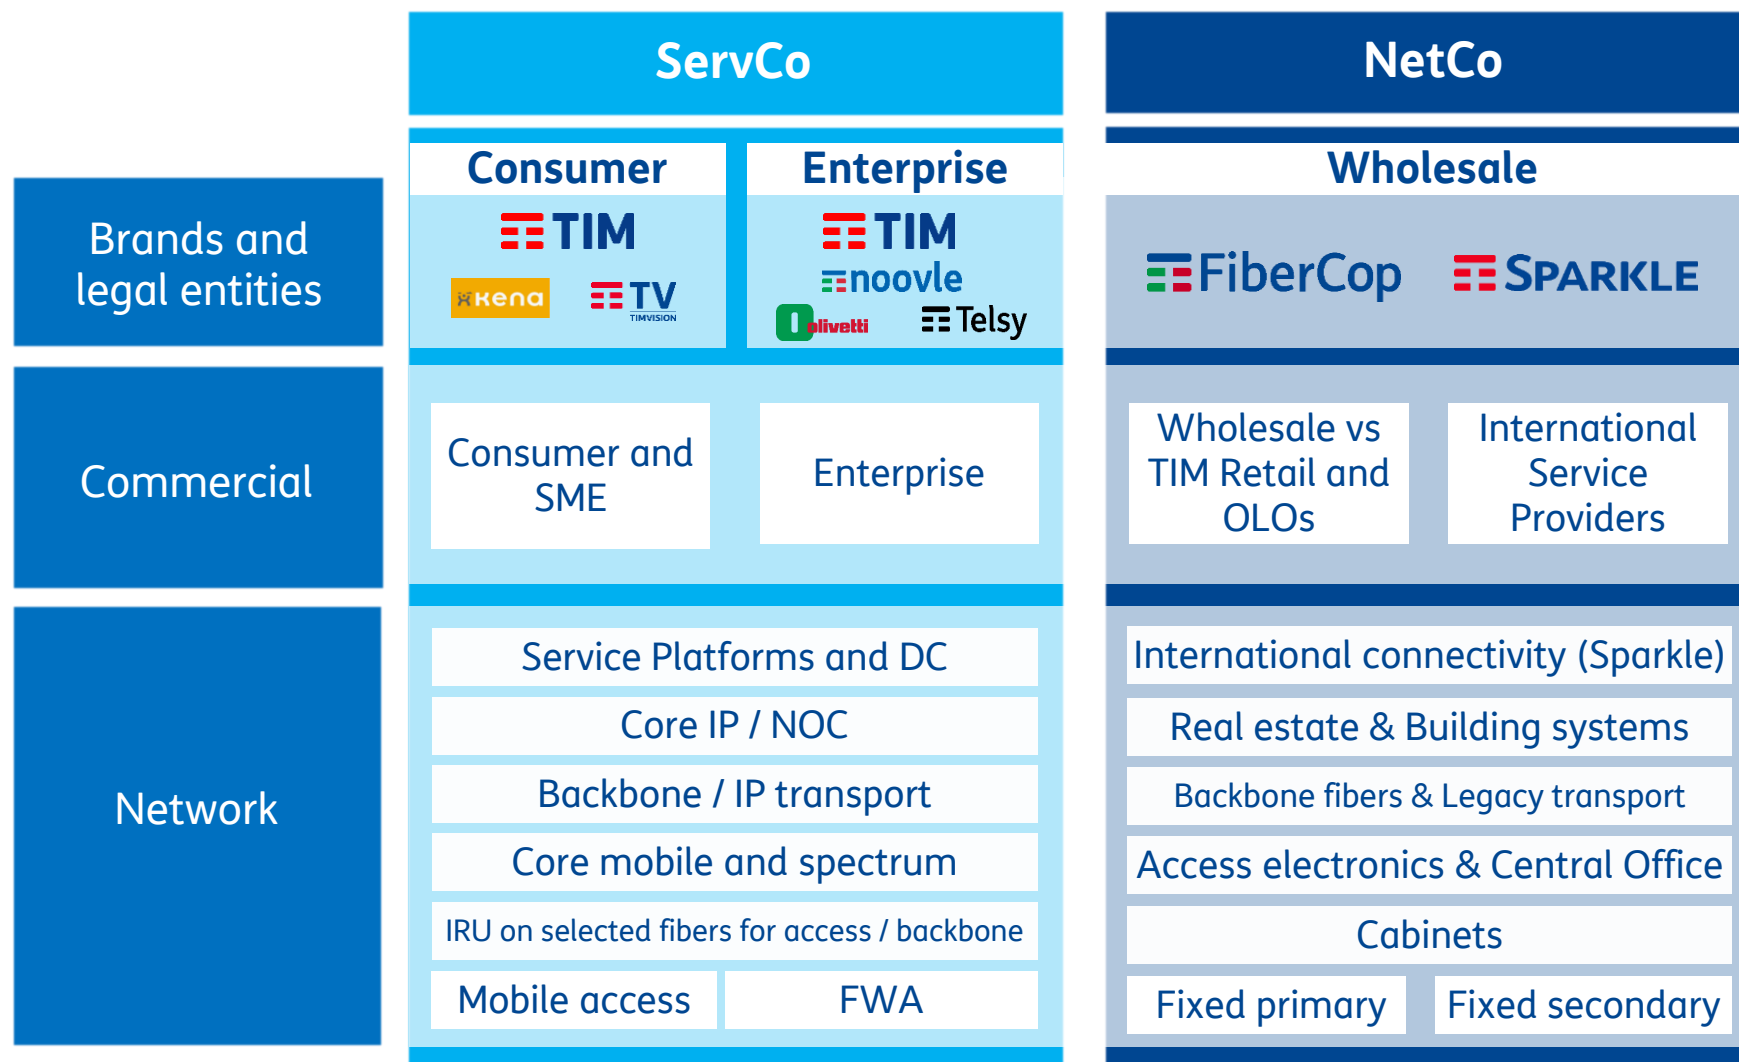 ServCo
NetCo
Consumer
Enterprise
Wholesale
Brands and
legal entities
TIM
TIM
kena
TV
TIMVISION
noovle
olivetti
Telsy
FiberCop
SPARKLE
Commercial
Consumer and
SME
Enterprise
Wholesale vs
TIM Retail and
OLOs
International
Service
Providers
Network
Service Platforms and DC
Core IP / NOC
Backbone / IP transport
Core mobile and spectrum
IRU on selected fibers for access / backbone
Mobile access
FWA
International connectivity (Sparkle)
Real estate & Building systems
Backbone fibers & Legacy transport
Access electronics & Central Office
Cabinets
Fixed primary
Fixed secondary